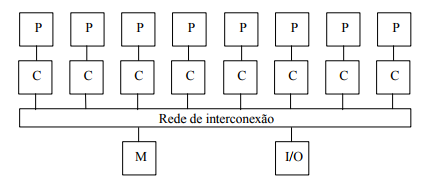 P P P P P P P P
C C C C C C C C
Rede de interconexão
M I/O